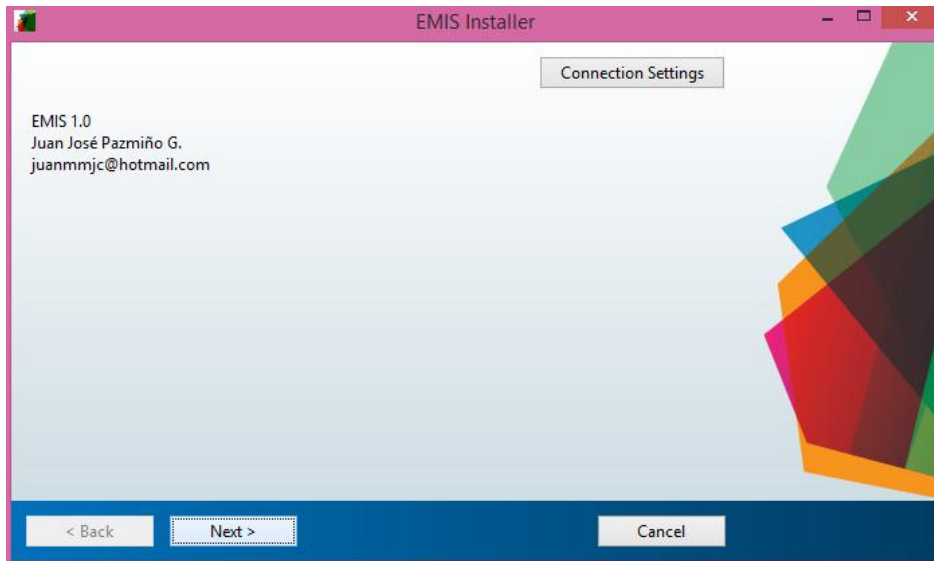 EMIS Installer
Connection Settings
EMIS 1.0
Juan José Pazmiño G.
juanmmjc@hotmail.com
< Back
Next >
Cancel